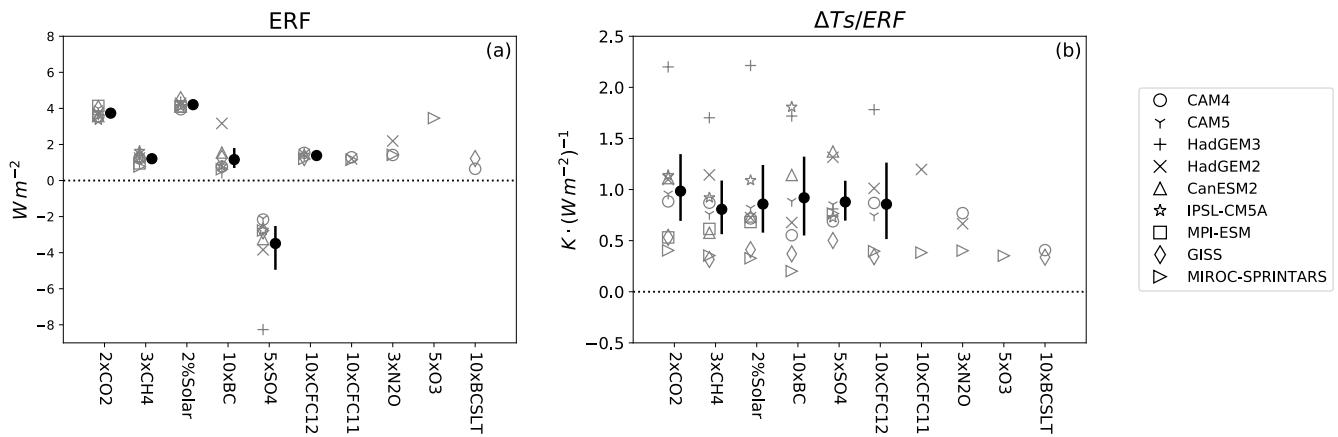 ERF
(a)
W m⁻²
8
6
4
2
0
−2
−4
−6
−8
2xCO2
3xCH4
2%Solar
10xBC
5xSO4
10xCFC12
10xCFC11
3xN2O
5xO3
10xBCSLT
ΔTs/ERF
(b)
K · (W m⁻²)⁻¹
2.5
2.0
1.5
1.0
0.5
0.0
−0.5
2xCO2
3xCH4
2%Solar
10xBC
5xSO4
10xCFC12
10xCFC11
3xN2O
5xO3
10xBCSLT
CAM4
CAM5
HadGEM3
HadGEM2
CanESM2
IPSL-CM5A
MPI-ESM
GISS
MIROC-SPRINTARS